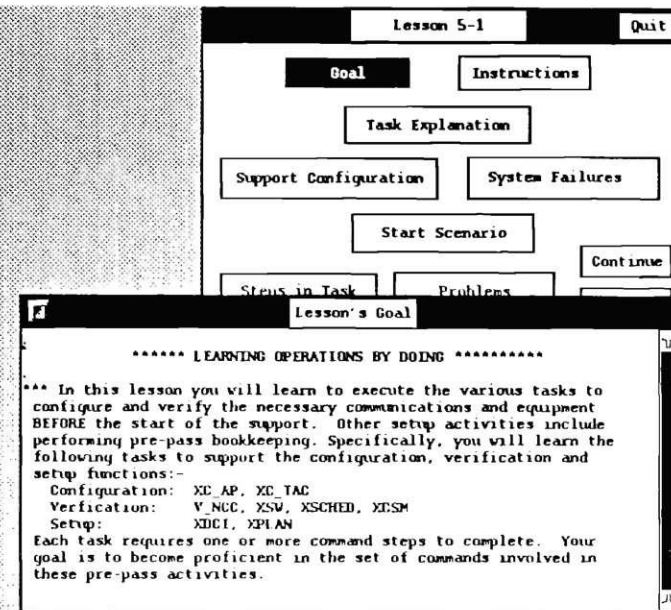 Lesson 5-1 Quit
Goal Instructions
Task Explanation
Support Configuration System Failures
Start Scenario
Continue
Steps in Task Problems
Lesson's Goal
****** LEARNING OPERATIONS BY DOING **********
*** In this lesson you will learn to execute the various tasks to
configure and verify the necessary communications and equipment
BEFORE the start of the support. Other setup activities include
performing pre-pass bookkeeping. Specifically, you will learn the
following tasks to support the configuration, verification and
setup functions:-
Configuration: XC_AP, XC_TAC
Verfication: V_NCC, XSW, XSCHED, XCSM
Setup: XDCI, XPLAN
Each task requires one or more command steps to complete. Your
goal is to become proficient in the set of commands involved in
these pre-pass activities.